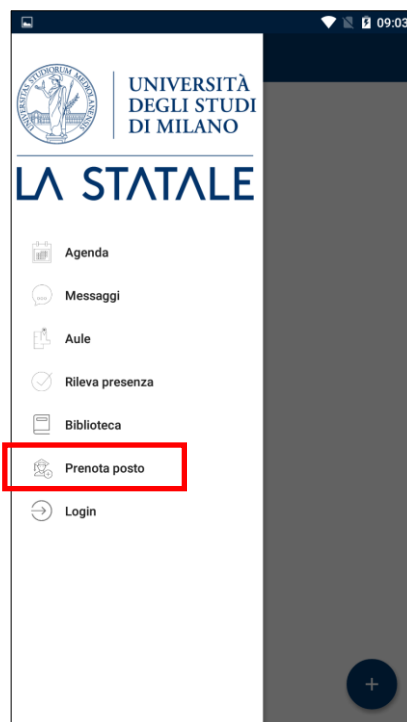 09:03
UNIVERSITÀ
DEGLI STUDI
DI MILANO
LA STATALE
Agenda
Messaggi
Aule
Rileva presenza
Biblioteca
Prenota posto
Login
+